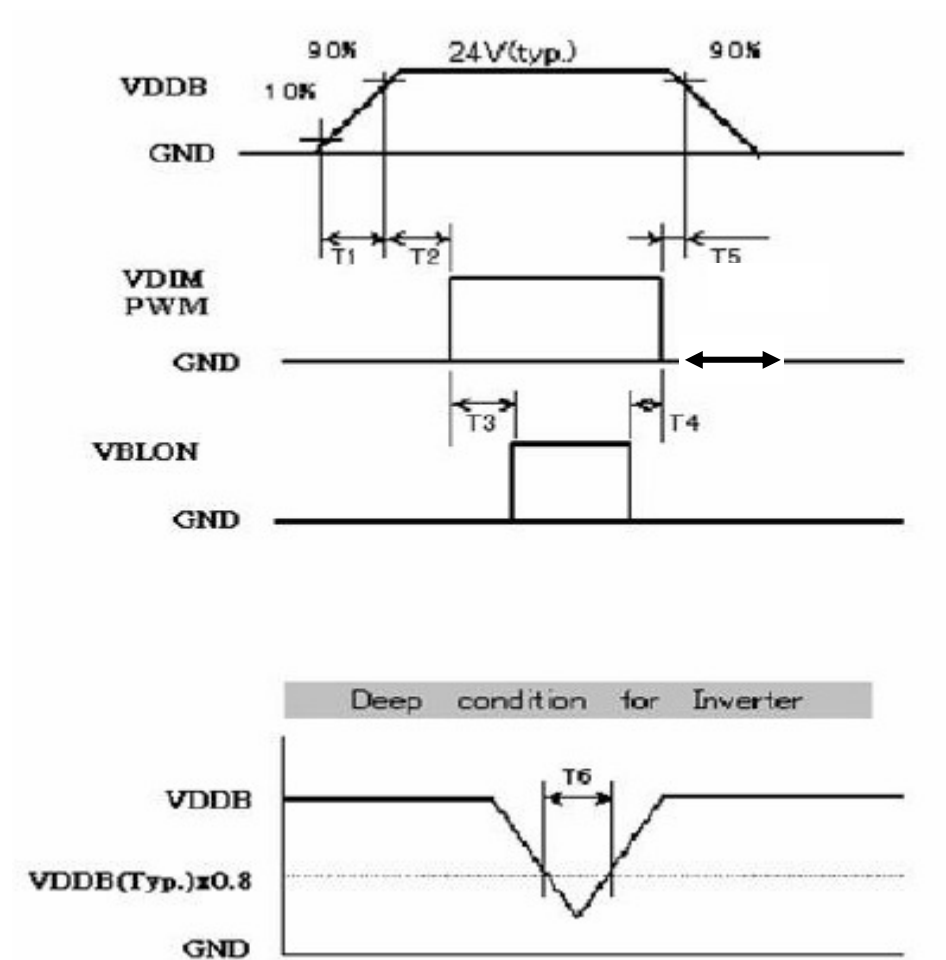 90% 24V(typ.) 90%
VDDB 10%
GND
T1 T2 T5
VDIM
PWM
GND
T3 T4
VBLON
GND
Deep condition for Inverter
T6
VDDB
VDDB(Typ.)x0.8
GND